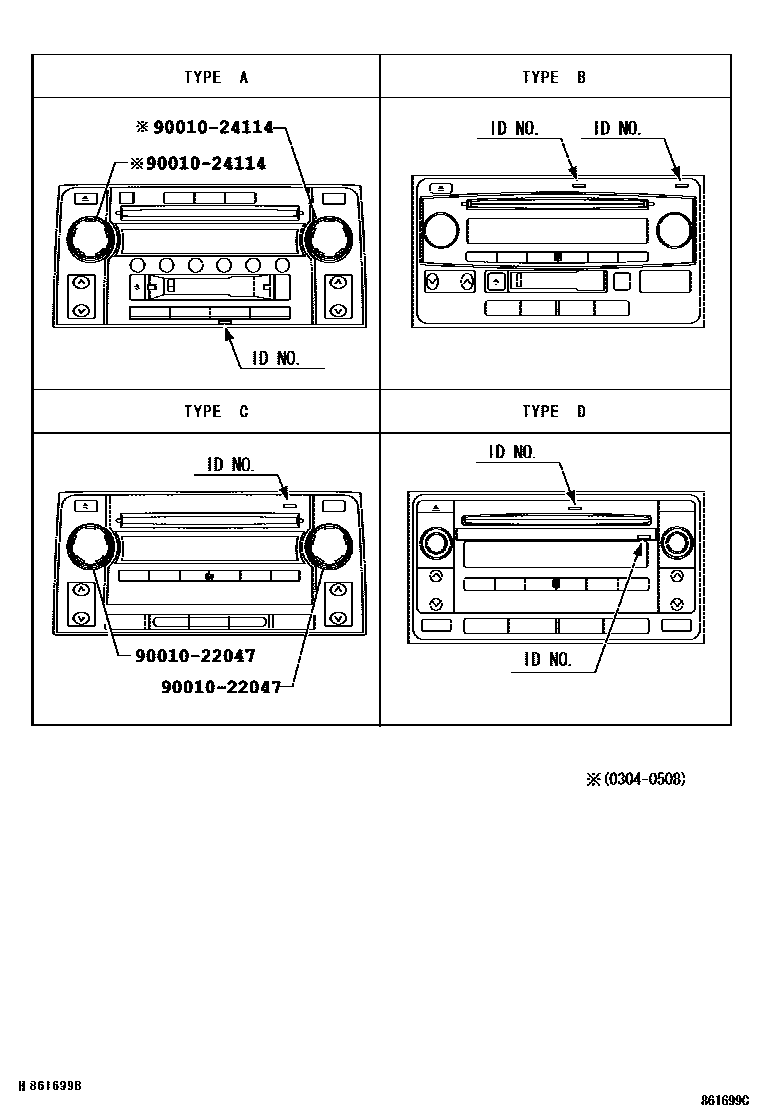 TYPE A
TYPE B
※90010-24114
※90010-24114
ID NO.
ID NO.
ID NO.
TYPE C
TYPE D
ID NO.
ID NO.
90010-22047
90010-22047
ID NO.
※(0304-0508)
H 861699B
861699C